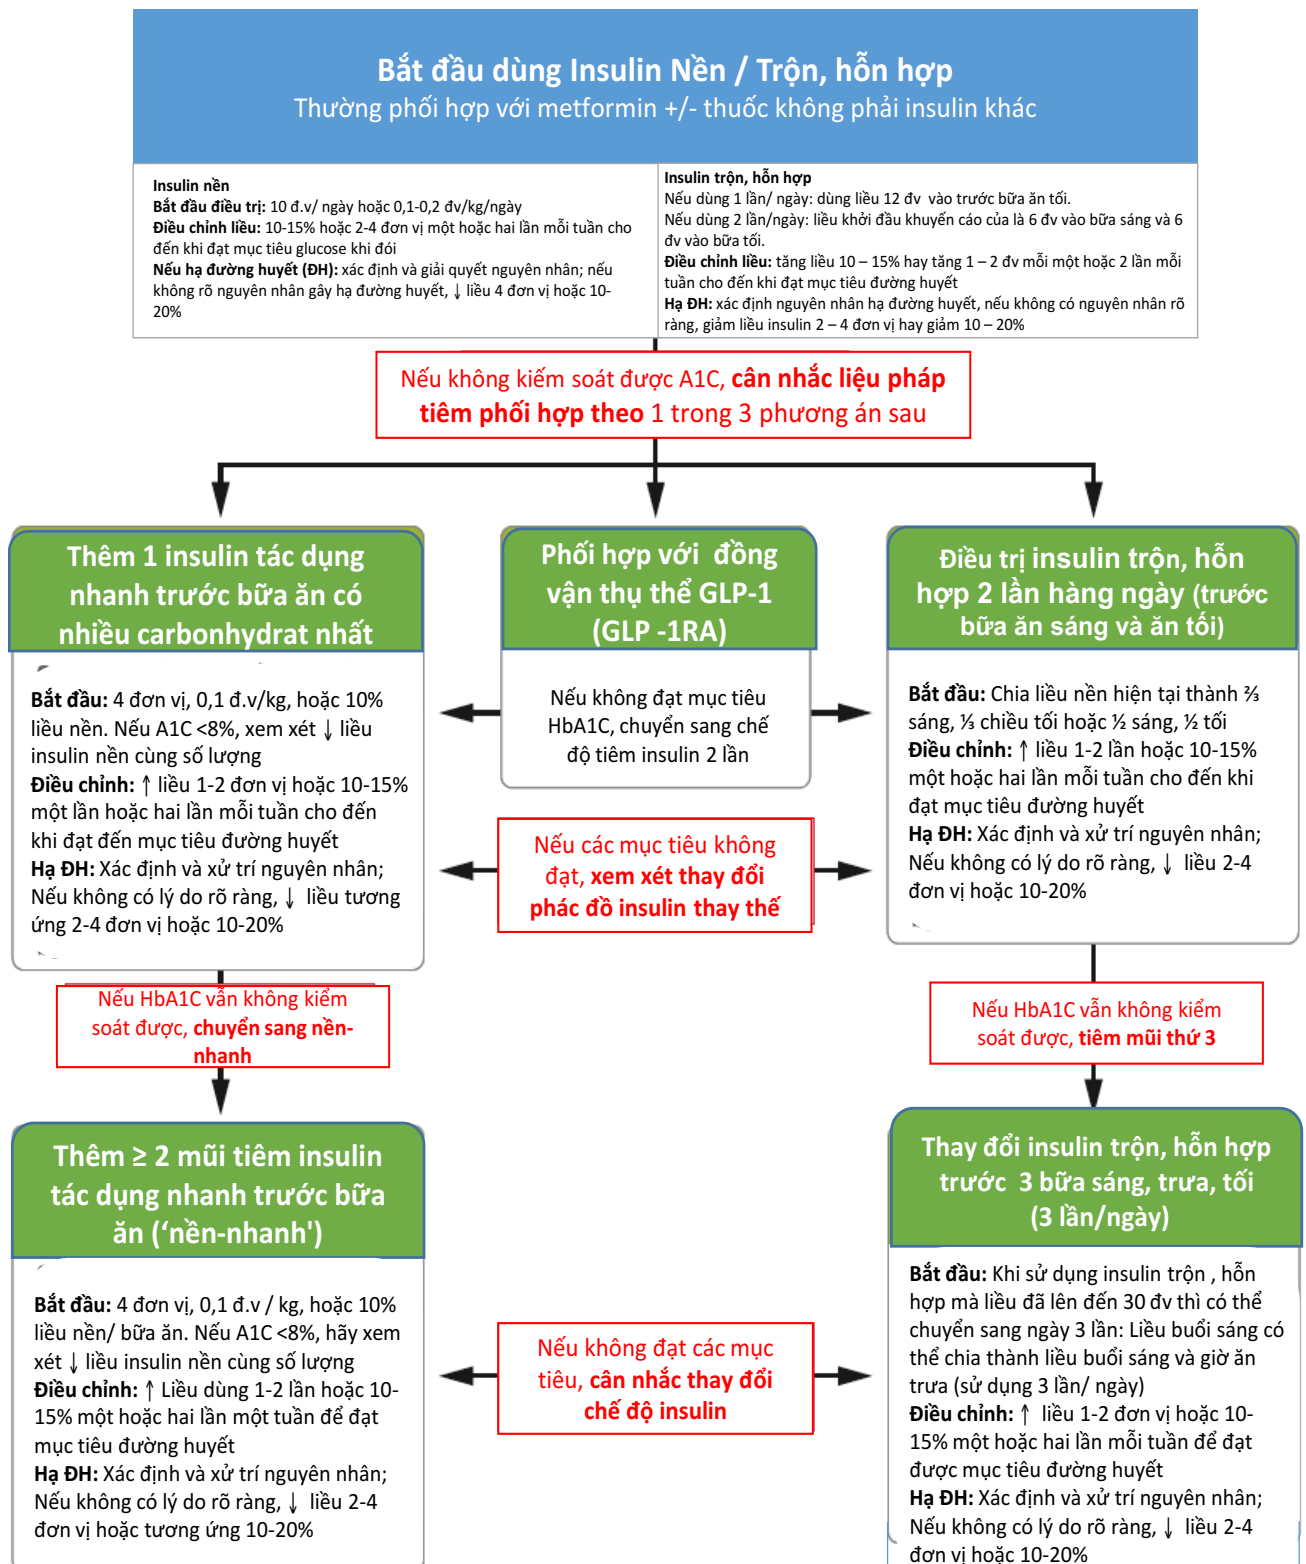 Bắt đầu dùng Insulin Nền / Trộn, hỗn hợp
Thường phối hợp với metformin +/- thuốc không phải insulin khác
Insulin nền
Bắt đầu điều trị: 10 đ.v/ ngày hoặc 0,1-0,2 đv/kg/ngày
Điều chỉnh liều: 10-15% hoặc 2-4 đơn vị một hoặc hai lần mỗi tuần cho
đến khi đạt mục tiêu glucose khi đói
Nếu hạ đường huyết (ĐH): xác định và giải quyết nguyên nhân; nếu
không rõ nguyên nhân gây hạ đường huyết, ↓ liều 4 đơn vị hoặc 10-
20%
Insulin trộn, hỗn hợp
Nếu dùng 1 lần/ ngày: dùng liều 12 đv vào trước bữa ăn tối.
Nếu dùng 2 lần/ngày: liều khởi đầu khuyến cáo của là 6 đv vào bữa sáng và 6
đv vào bữa tối.
Điều chỉnh liều: tăng liều 10 – 15% hay tăng 1 – 2 đv mỗi một hoặc 2 lần mỗi
tuần cho đến khi đạt mục tiêu đường huyết
Hạ ĐH: xác định nguyên nhân hạ đường huyết, nếu không có nguyên nhân rõ
ràng, giảm liều insulin 2 – 4 đơn vị hay giảm 10 – 20%
Nếu không kiếm soát được A1C, cân nhắc liệu pháp
tiêm phối hợp theo 1 trong 3 phương án sau
Thêm 1 insulin tác dụng
nhanh trước bữa ăn có
nhiều carbonhydrat nhất
Bắt đầu: 4 đơn vị, 0,1 đ.v/kg, hoặc 10%
liều nền. Nếu A1C <8%, xem xét ↓ liều
insulin nền cùng số lượng
Điều chỉnh: ↑ liều 1-2 đơn vị hoặc 10-15%
một lần hoặc hai lần mỗi tuần cho đến
khi đạt đến mục tiêu đường huyết
Hạ ĐH: Xác định và xử trí nguyên nhân;
Nếu không có lý do rõ ràng, ↓ liều tương
ứng 2-4 đơn vị hoặc 10-20%
Phối hợp với đồng
vận thụ thể GLP-1
(GLP -1RA)
Nếu không đạt mục tiêu
HbA1C, chuyển sang chế
độ tiêm insulin 2 lần
Điều trị insulin trộn, hỗn
hợp 2 lần hàng ngày (trước
bữa ăn sáng và ăn tối)
Bắt đầu: Chia liều nền hiện tại thành ⅔
sáng, ⅓ chiều tối hoặc ½ sáng, ½ tối
Điều chỉnh: ↑ liều 1-2 lần hoặc 10-15%
một hoặc hai lần mỗi tuần cho đến khi
đạt mục tiêu đường huyết
Hạ ĐH: Xác định và xử trí nguyên nhân;
Nếu không có lý do rõ ràng, ↓ liều 2-4
đơn vị hoặc 10-20%
Nếu các mục tiêu không
đạt, xem xét thay đổi
phác đồ insulin thay thế
Nếu HbA1C vẫn không kiểm
soát được, chuyển sang nền-
nhanh
Nếu HbA1C vẫn không kiểm
soát được, tiêm mũi thứ 3
Thêm ≥ 2 mũi tiêm insulin
tác dụng nhanh trước bữa
ăn (‘nền-nhanh')
Bắt đầu: 4 đơn vị, 0,1 đ.v / kg, hoặc 10%
liều nền/ bữa ăn. Nếu A1C <8%, hãy xem
xét ↓ liều insulin nền cùng số lượng
Điều chỉnh: ↑ Liều dùng 1-2 lần hoặc 10-
15% một hoặc hai lần một tuần để đạt
mục tiêu đường huyết
Hạ ĐH: Xác định và xử trí nguyên nhân;
Nếu không có lý do rõ ràng, ↓ liều 2-4
đơn vị hoặc tương ứng 10-20%
Nếu không đạt các mục
tiêu, cân nhắc thay đổi
chế độ insulin
Thay đổi insulin trộn, hỗn hợp
trước 3 bữa sáng, trưa, tối
(3 lần/ngày)
Bắt đầu: Khi sử dụng insulin trộn , hỗn
hợp mà liều đã lên đến 30 đv thì có thể
chuyển sang ngày 3 lần: Liều buổi sáng có
thể chia thành liều buổi sáng và giờ ăn
trưa (sử dụng 3 lần/ ngày)
Điều chỉnh: ↑ liều 1-2 đơn vị hoặc 10-
15% một hoặc hai lần mỗi tuần để đạt
được mục tiêu đường huyết
Hạ ĐH: Xác định và xử trí nguyên nhân;
Nếu không có lý do rõ ràng, ↓ liều 2-4
đơn vị hoặc 10-20%